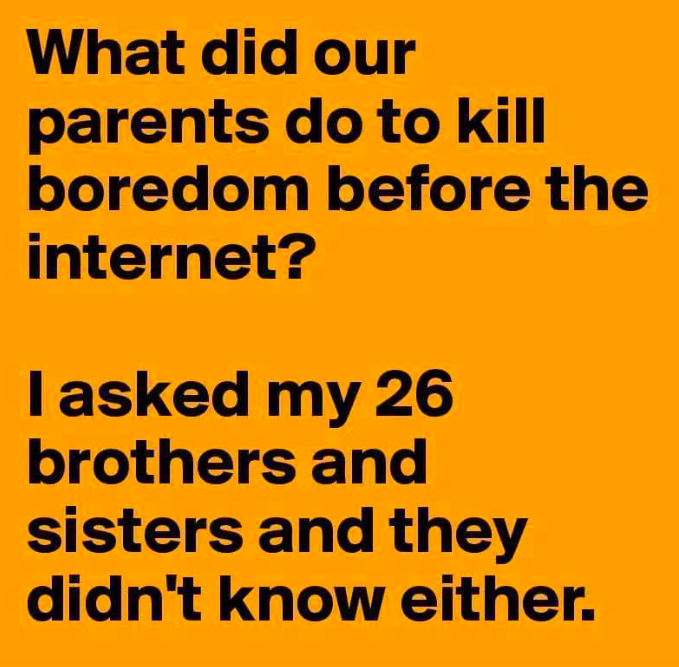 What did our
parents do to kill
boredom before the
internet?
I asked my 26
brothers and
sisters and they
didn't know either.